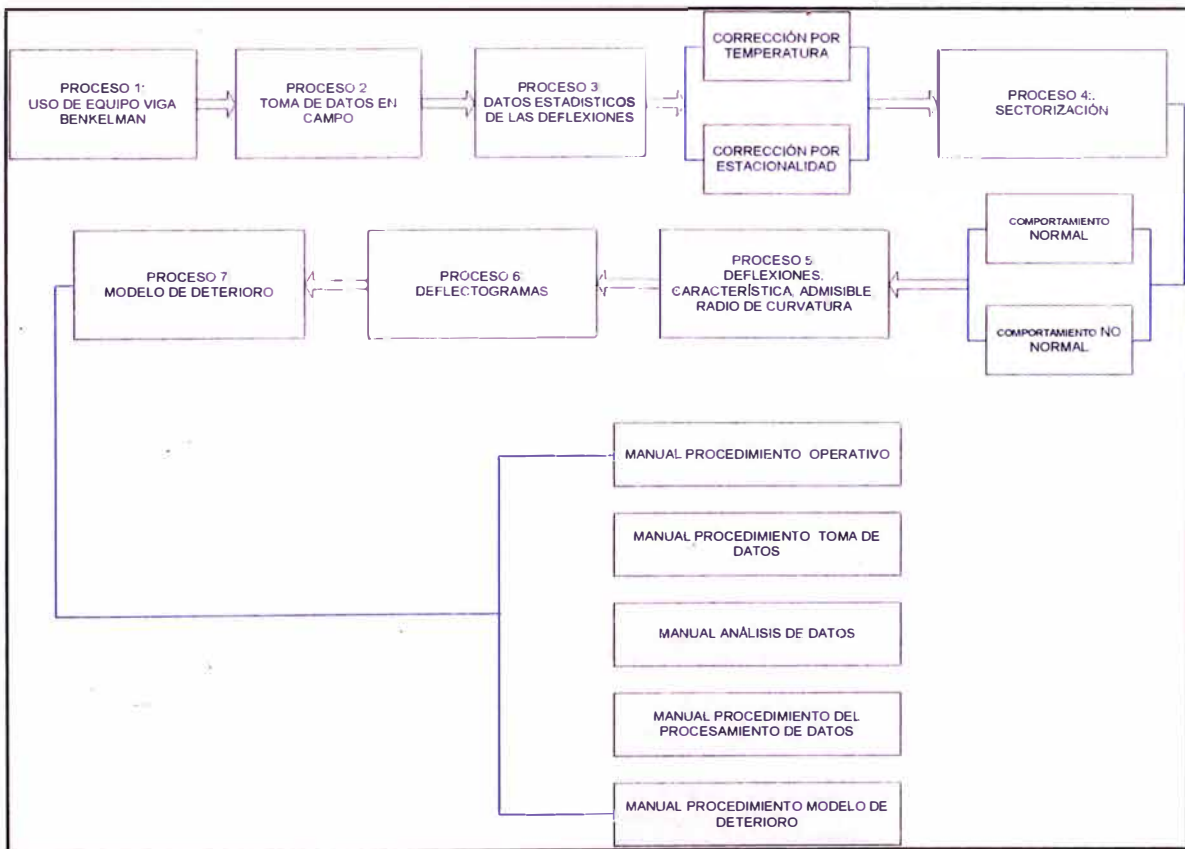 PROCESO 1:
USO DE EQUIPO VIGA
BENKELMAN
PROCESO 2
TOMA DE DATOS EN
CAMPO
PROCESO 3
DATOS ESTADISTICOS
DE LAS DEFLEXIONES
CORRECCIÓN POR
TEMPERATURA
CORRECCIÓN POR
ESTACIONALIDAD
PROCESO 4:.
SECTORIZACIÓN
COMPORTAMIENTO
NORMAL
COMPORTAMIENTO NO
NORMAL
PROCESO 5
DEFLEXIONES.
CARACTERÍSTICA, ADMISIBLE
RADIO DE CURVATURA
PROCESO 6
DEFLECTOGRAMAS
PROCESO 7:
MODELO DE DETERIORO
MANUAL PROCEDIMIENTO OPERATIVO
MANUAL PROCEDIMIENTO TOMA DE
DATOS
MANUAL ANÁLISIS DE DATOS
MANUAL PROCEDIMIENTO DEL
PROCESAMIENTO DE DATOS
MANUAL PROCEDIMIENTO MODELO DE
DETERIORO